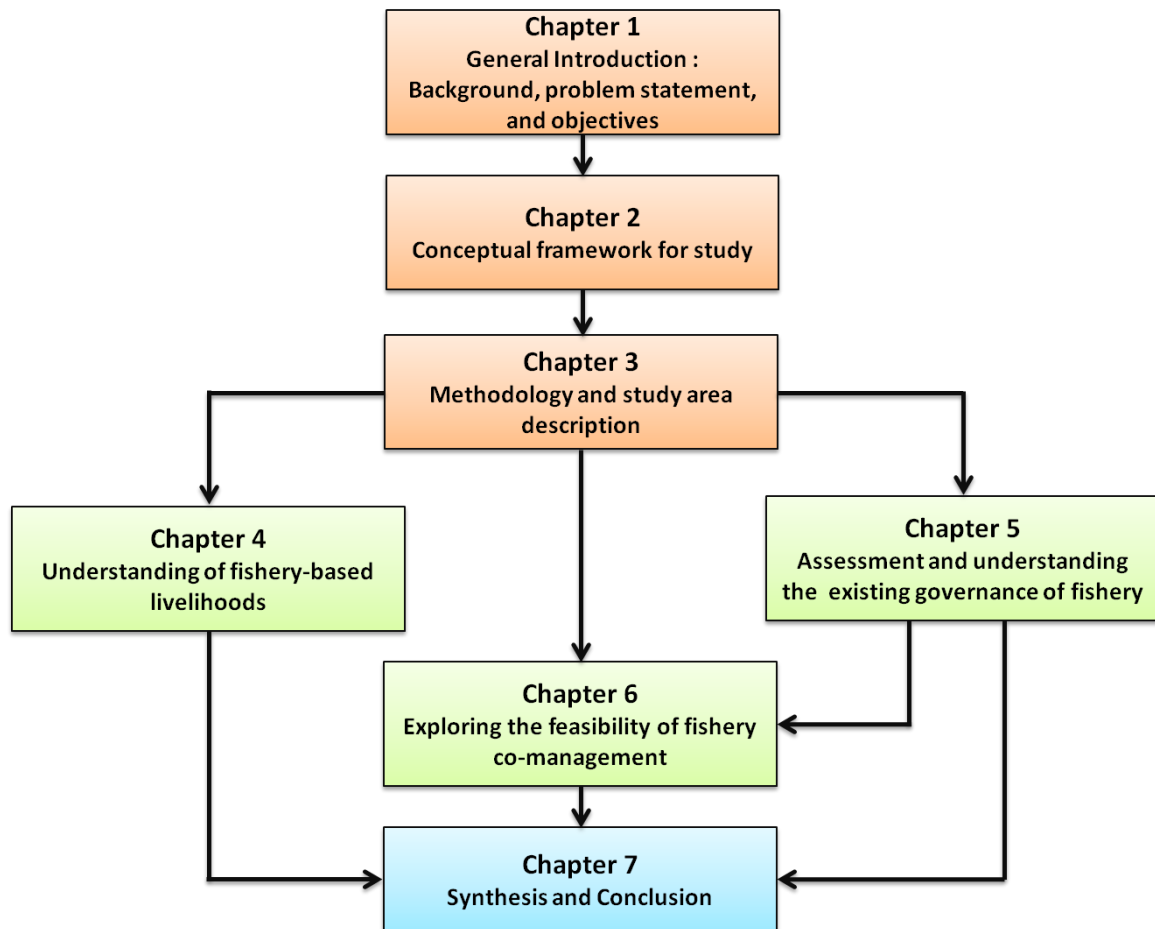 Chapter 1
General Introduction :
Background, problem statement,
and objectives
Chapter 2
Conceptual framework for study
Chapter 3
Methodology and study area
description
Chapter 4
Understanding of fishery-based
livelihoods
Chapter 5
Assessment and understanding
the existing governance of fishery
Chapter 6
Exploring the feasibility of fishery
co-management
Chapter 7
Synthesis and Conclusion